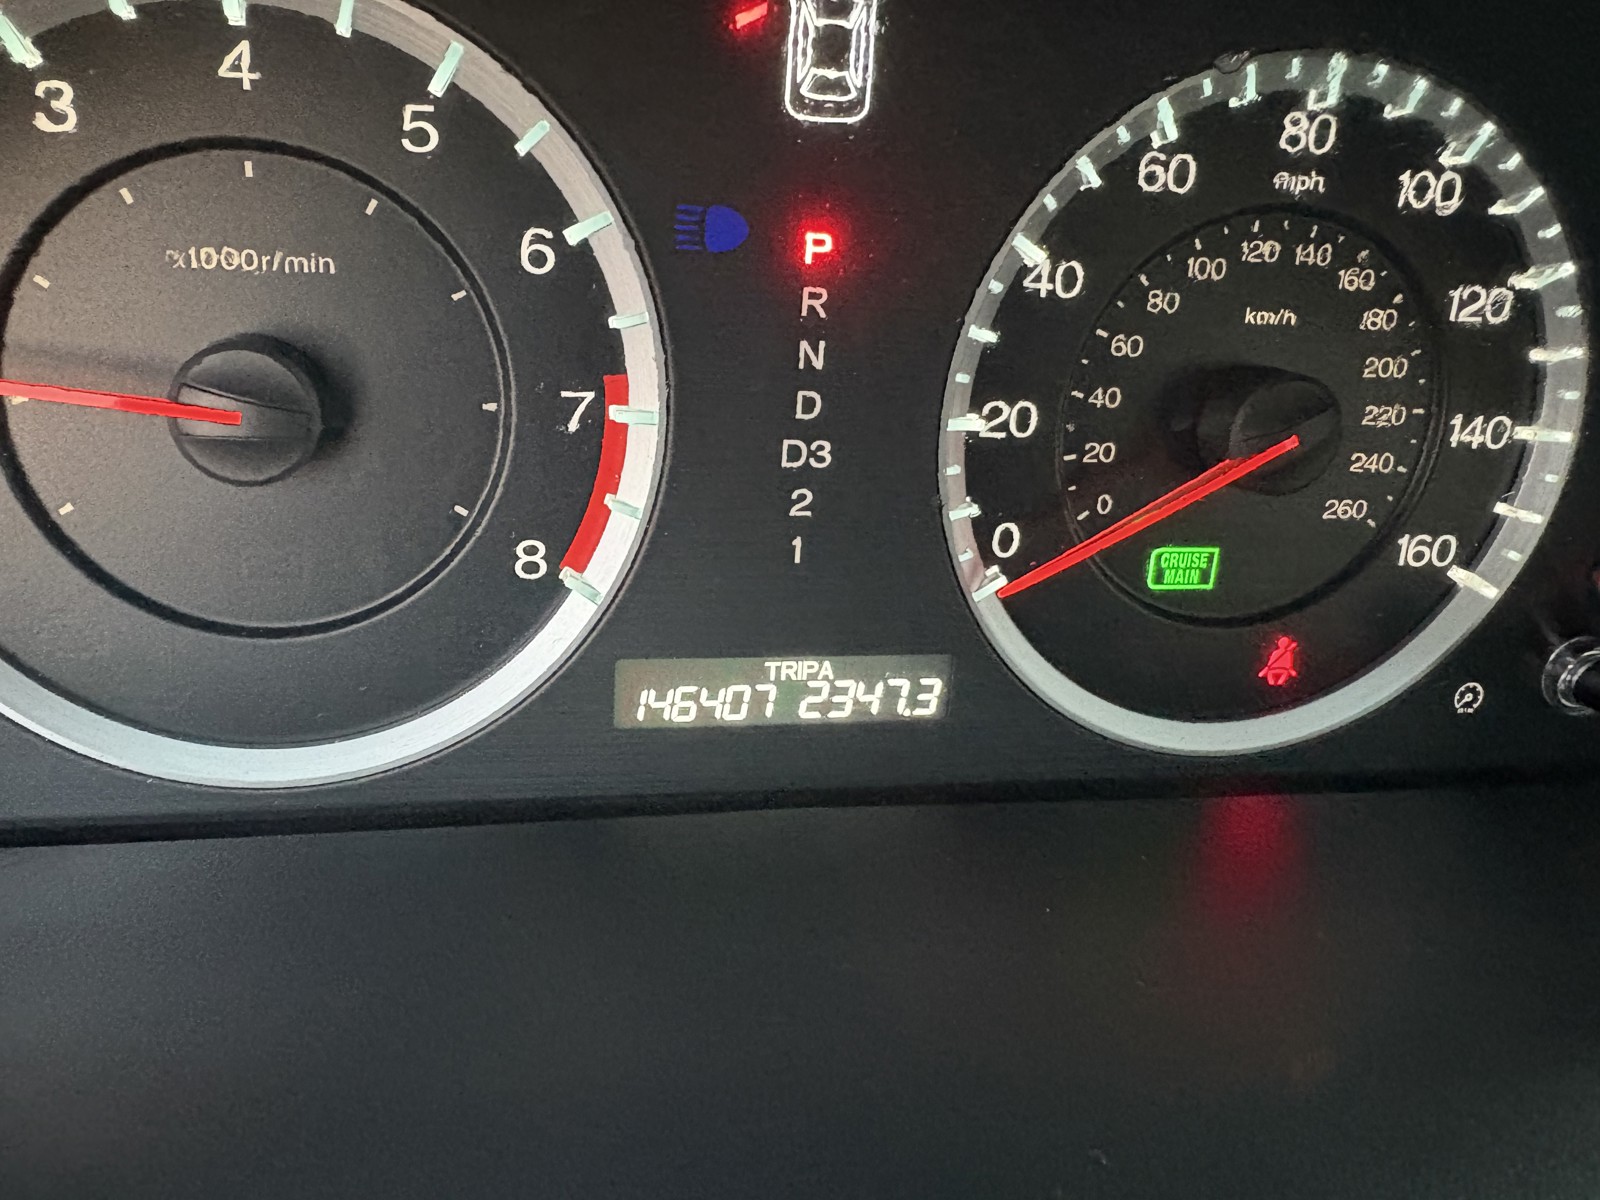 3 4 5 6 7 8
x1000r/min
P
R
N
D
D3
2
1
0 20 40 60 80 100 120 140 160
mph
0 20 40 60 80 100 120 140 160 180 200 220 240 260
km/h
CRUISE
MAIN
TRIP A
146407 2347.3